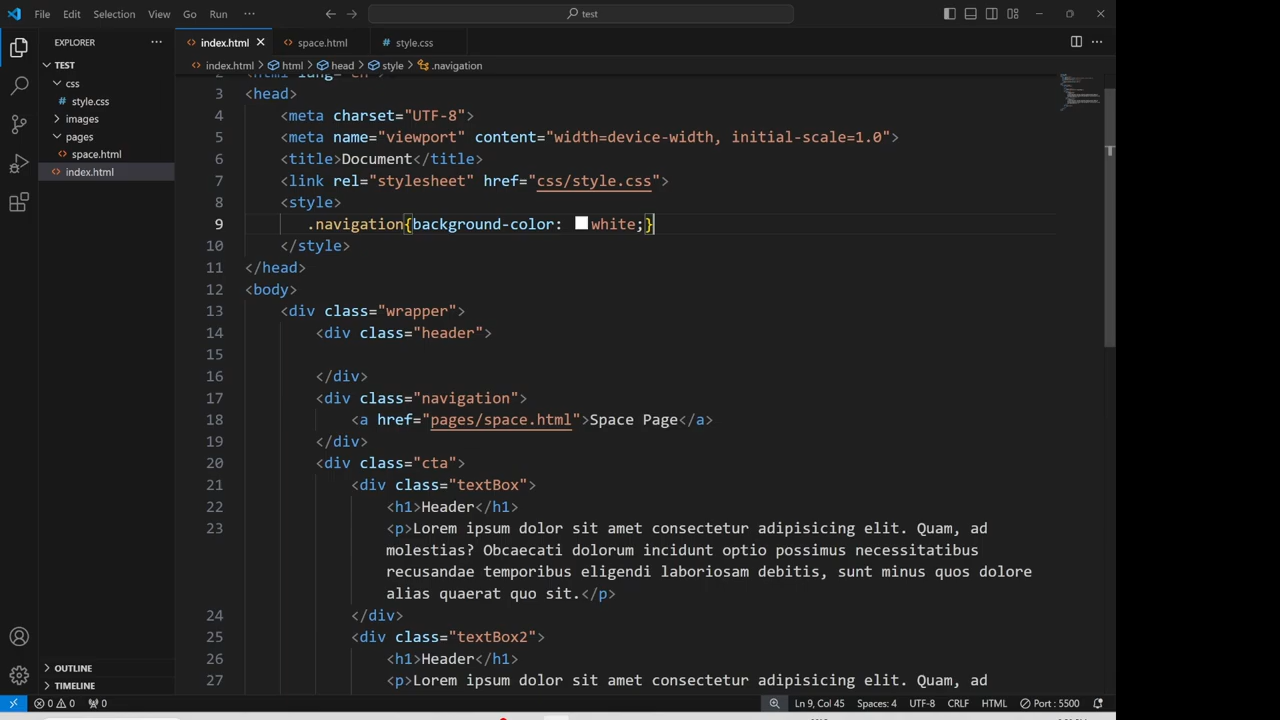 File Edit Selection View Go Run ··· test
EXPLORER ···
TEST
css
style.css
images
pages
space.html
index.html
OUTLINE
TIMELINE
index.html space.html style.css
index.html > html > head > style > .navigation
3 <head>
4 <meta charset="UTF-8">
5 <meta name="viewport" content="width=device-width, initial-scale=1.0">
6 <title>Document</title>
7 <link rel="stylesheet" href="css/style.css">
8 <style>
9 .navigation{background-color: white;}
10 </style>
11 </head>
12 <body>
13 <div class="wrapper">
14 <div class="header">
15
16 </div>
17 <div class="navigation">
18 <a href="pages/space.html">Space Page</a>
19 </div>
20 <div class="cta">
21 <div class="textBox">
22 <h1>Header</h1>
23 <p>Lorem ipsum dolor sit amet consectetur adipisicing elit. Quam, ad
molestias? Obcaecati dolorum incidunt optio possimus necessitatibus
recusandae temporibus eligendi laboriosam debitis, sunt minus quos dolore
alias quaerat quo sit.</p>
24 </div>
25 <div class="textBox2">
26 <h1>Header</h1>
27 <p>Lorem ipsum dolor sit amet consectetur adipisicing elit. Quam, ad
0 0 0 Ln 9, Col 45 Spaces: 4 UTF-8 CRLF HTML Port : 5500